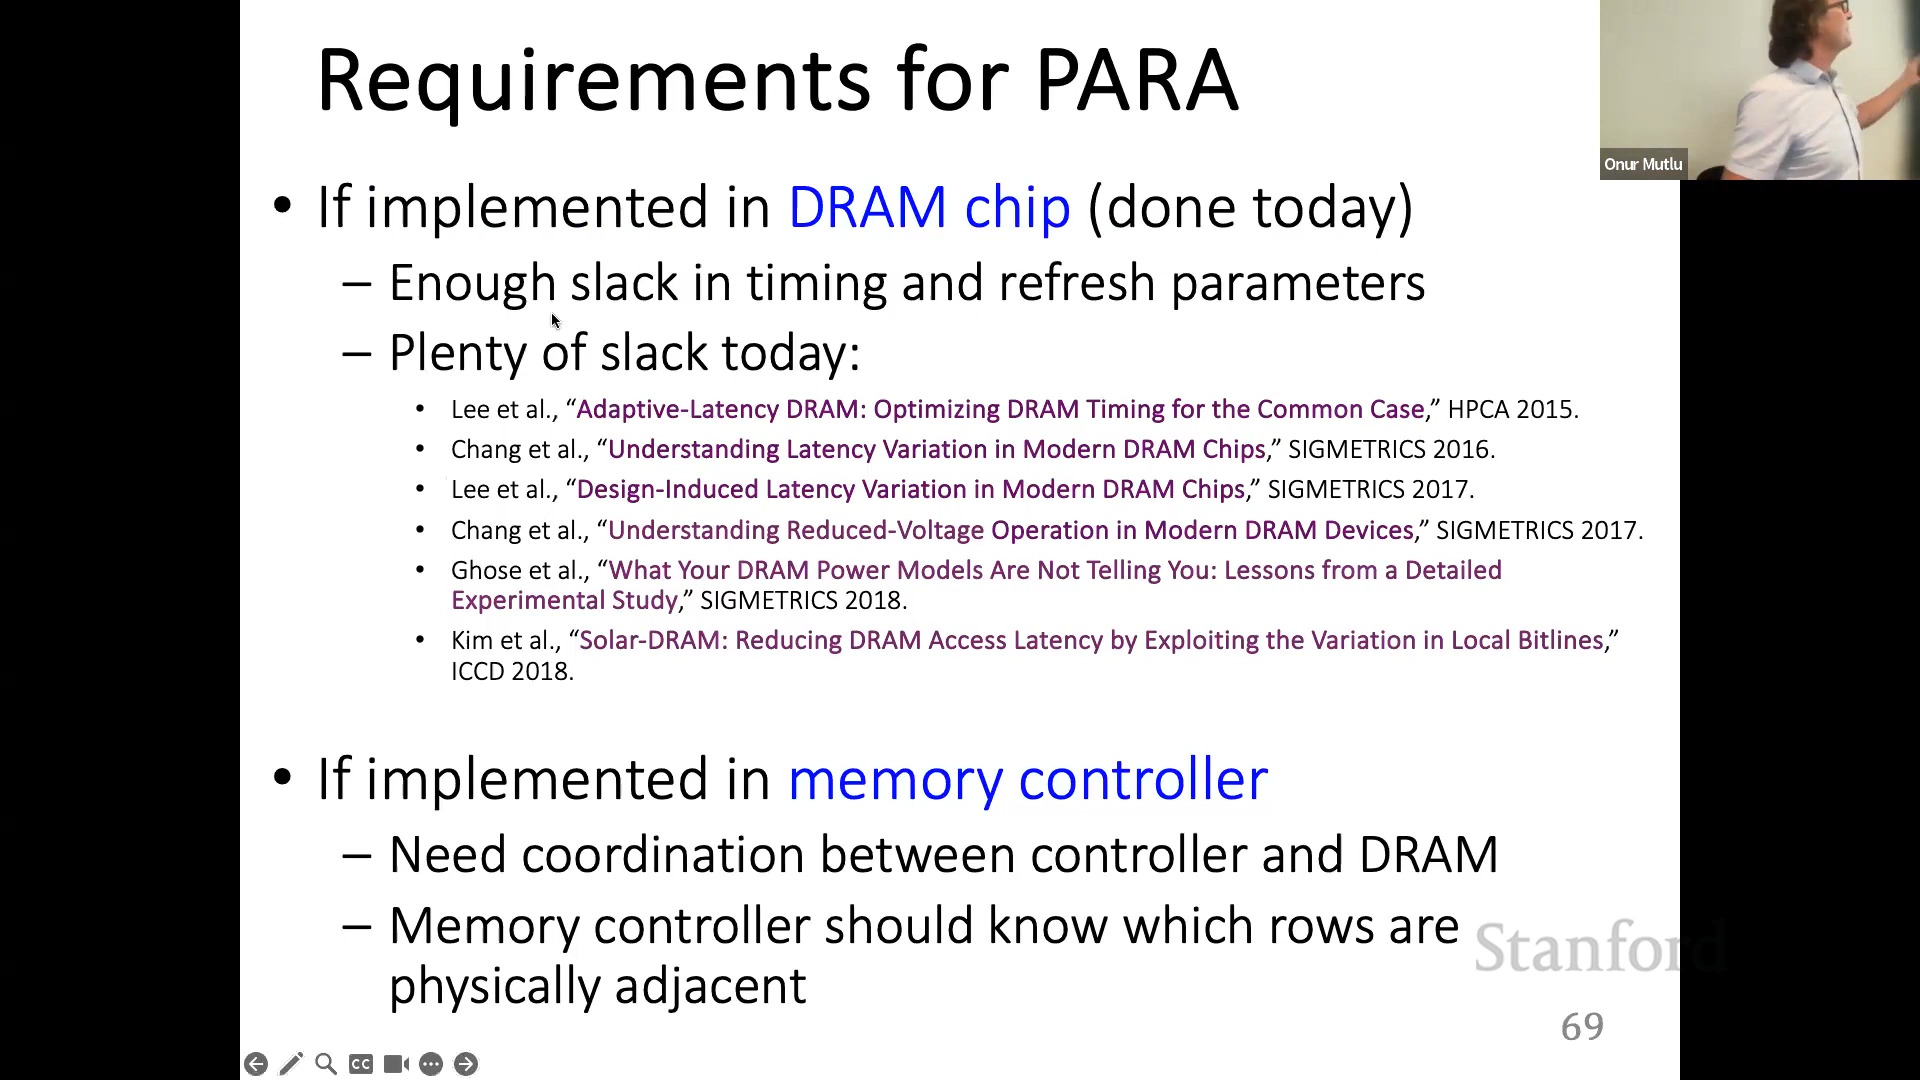 Requirements for PARA
Onur Mutlu
• If implemented in DRAM chip (done today)
– Enough slack in timing and refresh parameters
– Plenty of slack today:
• Lee et al., “Adaptive-Latency DRAM: Optimizing DRAM Timing for the Common Case,” HPCA 2015.
• Chang et al., “Understanding Latency Variation in Modern DRAM Chips,” SIGMETRICS 2016.
• Lee et al., “Design-Induced Latency Variation in Modern DRAM Chips,” SIGMETRICS 2017.
• Chang et al., “Understanding Reduced-Voltage Operation in Modern DRAM Devices,” SIGMETRICS 2017.
• Ghose et al., “What Your DRAM Power Models Are Not Telling You: Lessons from a Detailed
Experimental Study,” SIGMETRICS 2018.
• Kim et al., “Solar-DRAM: Reducing DRAM Access Latency by Exploiting the Variation in Local Bitlines,”
ICCD 2018.
• If implemented in memory controller
– Need coordination between controller and DRAM
– Memory controller should know which rows are
physically adjacent
Stanford
69
CC